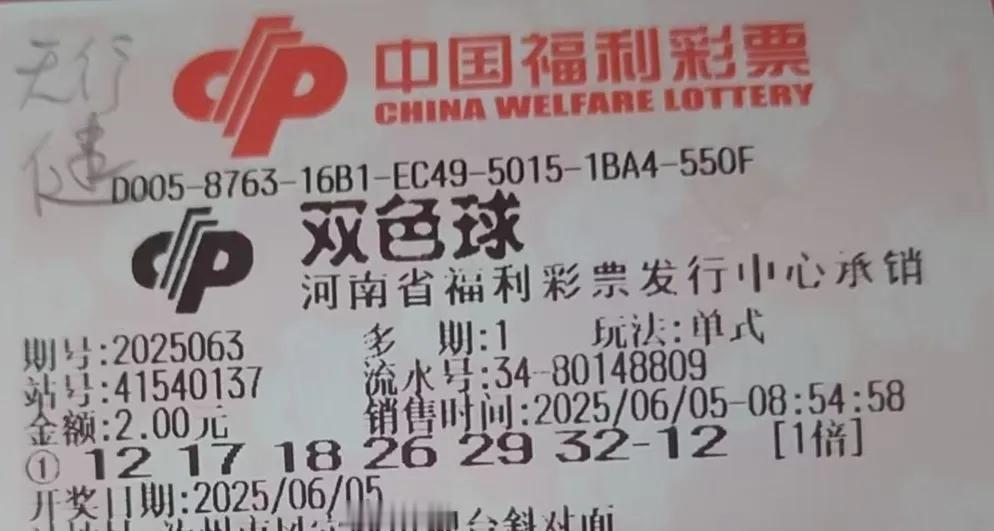 天行
健
中国福利彩票
CHINA WELFARE LOTTERY
D005-8763-16B1-EC49-5015-1BA4-550F
双色球
河南省福利彩票发行中心承销
期号:2025063 多 期:1 玩法:单式
站号:41540137 流水号:34-80148809
金额:2.00元 销售时间:2025/06/05-08:54:58
① 12 17 18 26 29 32-12 [1倍]
开奖日期:2025/06/05
台斜对面